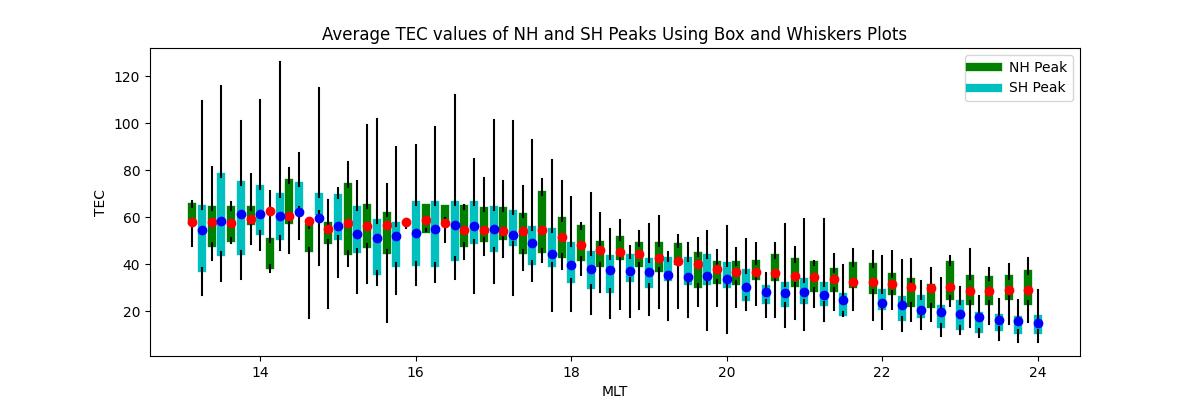 Average TEC values of NH and SH Peaks Using Box and Whiskers Plots
NH Peak
SH Peak
120
100
80
60
40
20
TEC
14 16 18 20 22 24
MLT